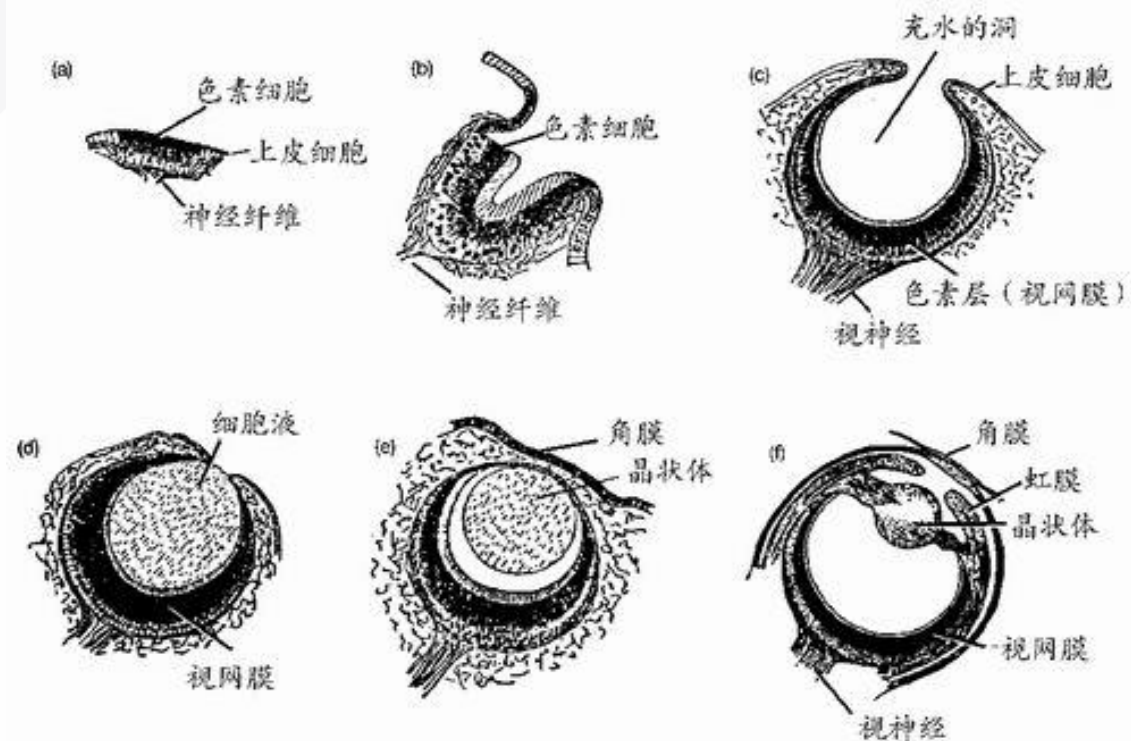 (a)
色素细胞
上皮细胞
神经纤维
(b)
色素细胞
神经纤维
(c)
充水的洞
上皮细胞
色素层（视网膜）
视神经
(d)
细胞液
视网膜
(e)
角膜
晶状体
(f)
角膜
虹膜
晶状体
视网膜
视神经